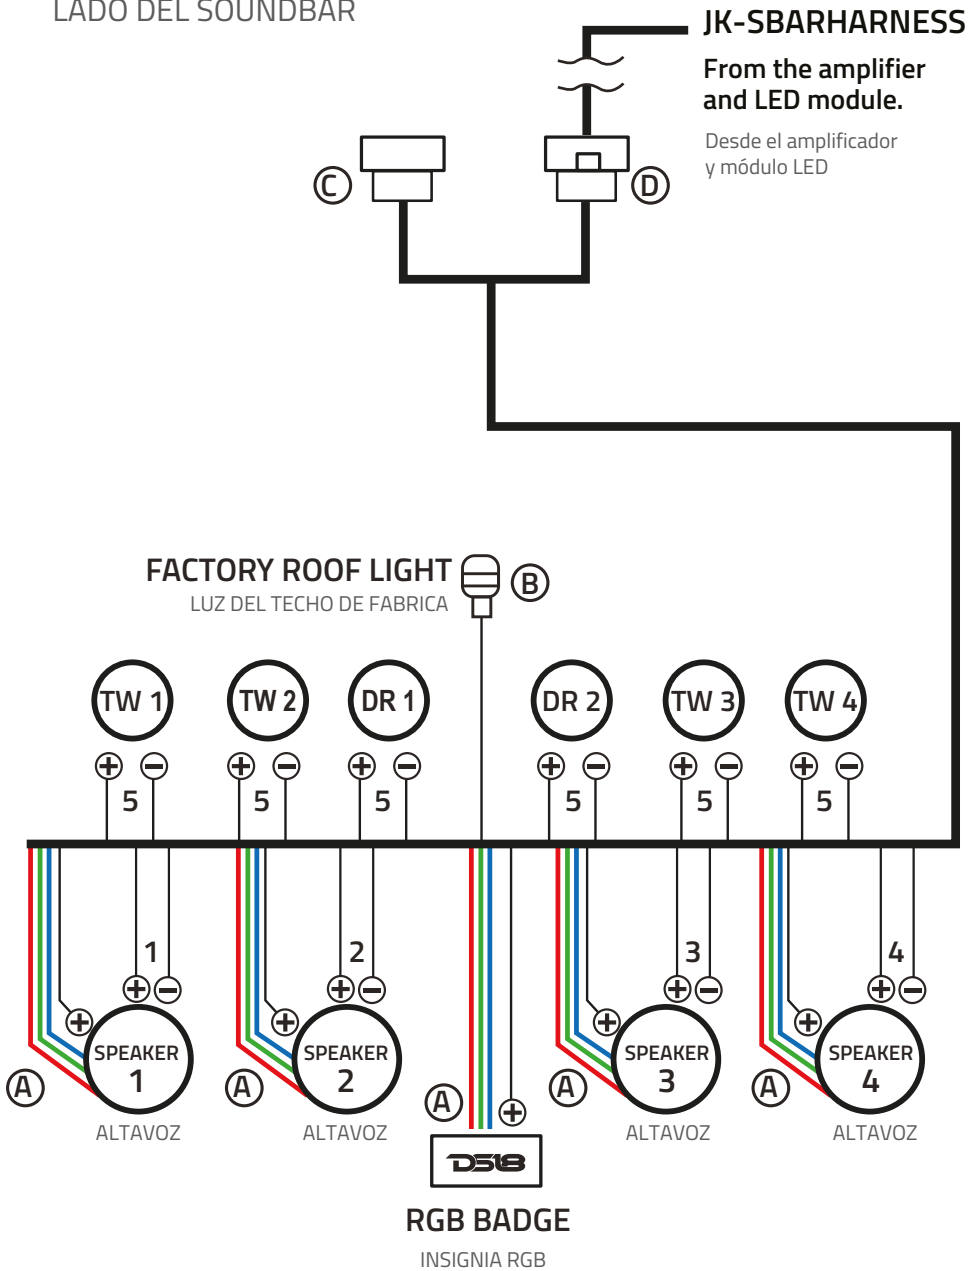 LADO DEL SOUNDBAR
JK-SBARHARNESS
From the amplifier
and LED module.
Desde el amplificador
y módulo LED
C
D
FACTORY ROOF LIGHT
LUZ DEL TECHO DE FABRICA
B
TW 1
TW 2
DR 1
DR 2
TW 3
TW 4
+ − + − + − + − + − + −
5 5 5 5 5 5
1 2 3 4
+ − + − + − + −
+ + + +
SPEAKER
1
SPEAKER
2
SPEAKER
3
SPEAKER
4
A A A A A
+
ALTAVOZ
ALTAVOZ
ALTAVOZ
ALTAVOZ
DS18
RGB BADGE
INSIGNIA RGB